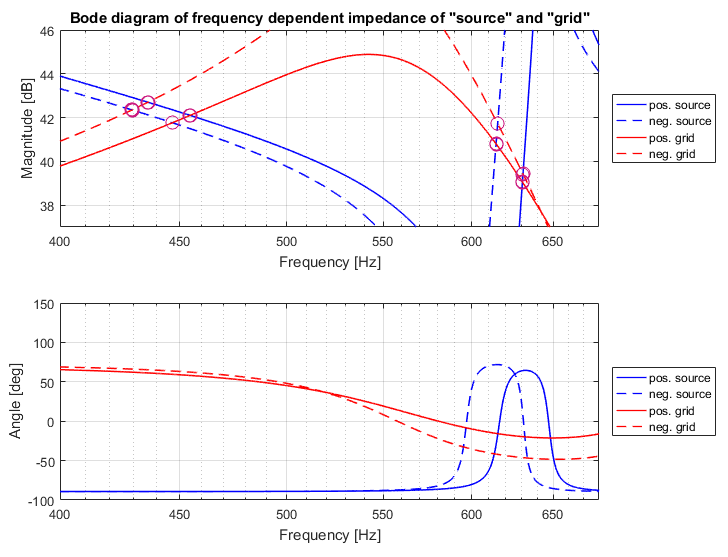 Bode diagram of frequency dependent impedance of "source" and "grid"
46
44
42
40
38
Magnitude [dB]
400
450
500
550
600
650
Frequency [Hz]
pos. source
neg. source
pos. grid
neg. grid
150
100
50
0
-50
-100
Angle [deg]
400
450
500
550
600
650
Frequency [Hz]
pos. source
neg. source
pos. grid
neg. grid